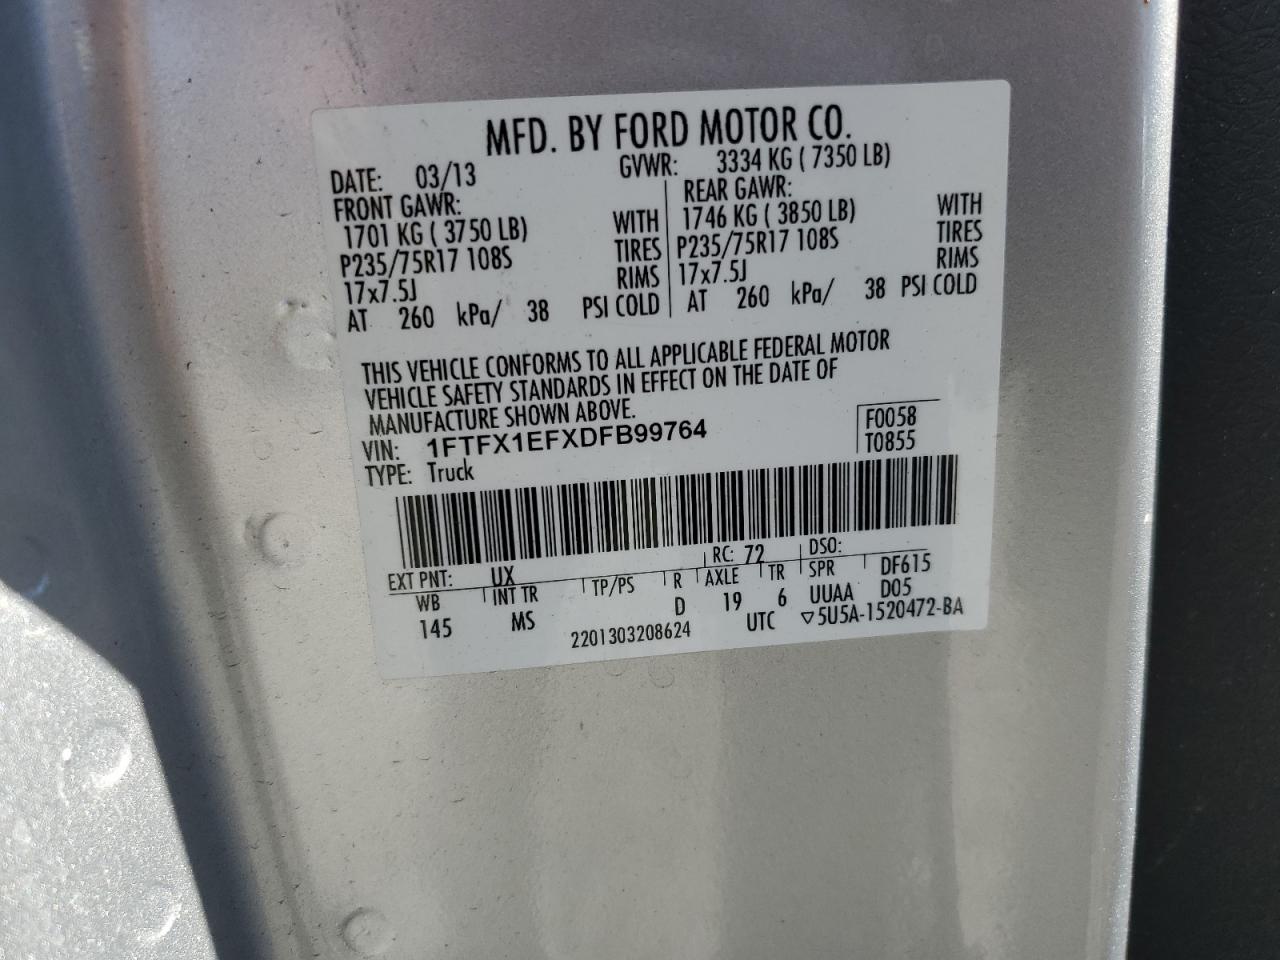 MFD. BY FORD MOTOR CO.
DATE: 03/13 GVWR: 3334 KG ( 7350 LB)
FRONT GAWR: REAR GAWR:
1701 KG ( 3750 LB) WITH 1746 KG ( 3850 LB) WITH
P235/75R17 108S TIRES P235/75R17 108S TIRES
17x7.5J RIMS 17x7.5J RIMS
AT 260 kPa/ 38 PSI COLD AT 260 kPa/ 38 PSI COLD
THIS VEHICLE CONFORMS TO ALL APPLICABLE FEDERAL MOTOR
VEHICLE SAFETY STANDARDS IN EFFECT ON THE DATE OF
MANUFACTURE SHOWN ABOVE.
VIN: 1FTFX1EFXDFB99764 F0058
TYPE: Truck T0855
EXT PNT: UX RC: 72 DSO:
WB INT TR TP/PS R AXLE TR SPR DF615
145 MS D 19 6 UUAA D05
2201303208624 UTC ▽5U5A-1520472-BA